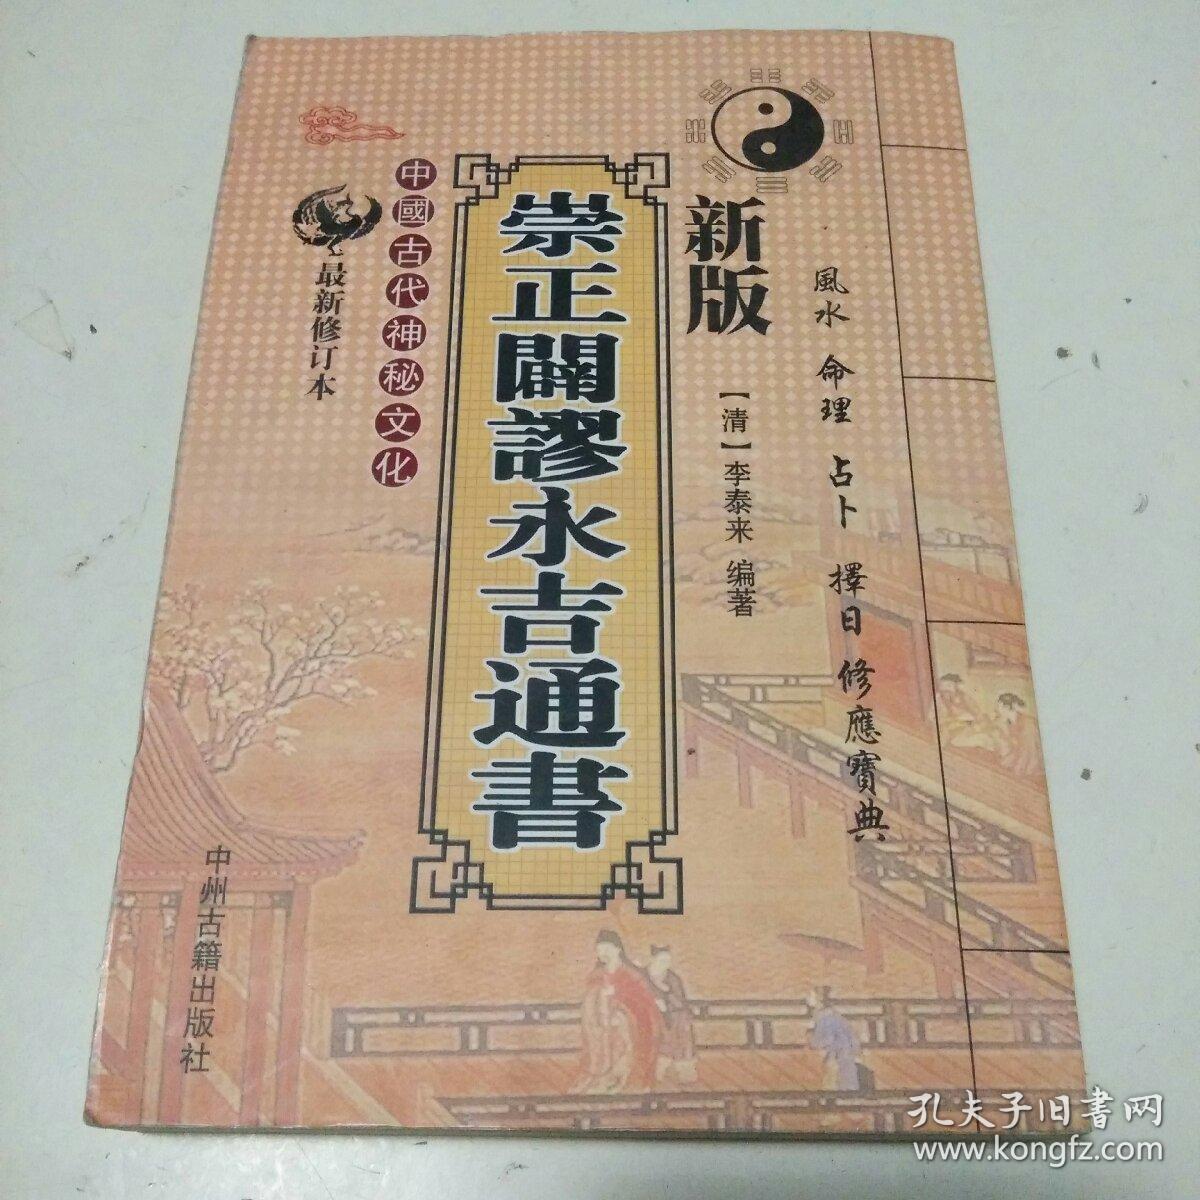 風水 命理 占卜 擇日 修應寶典
新版
【清】李泰来 编著
崇正闢謬永吉通書
中國古代神秘文化
最新修订本
中州古籍出版社
孔夫子旧書网
www.kongfz.com